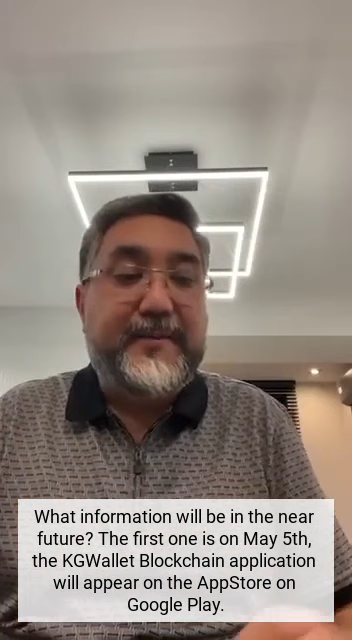 What information will be in the near
future? The first one is on May 5th,
the KGWallet Blockchain application
will appear on the AppStore on
Google Play.